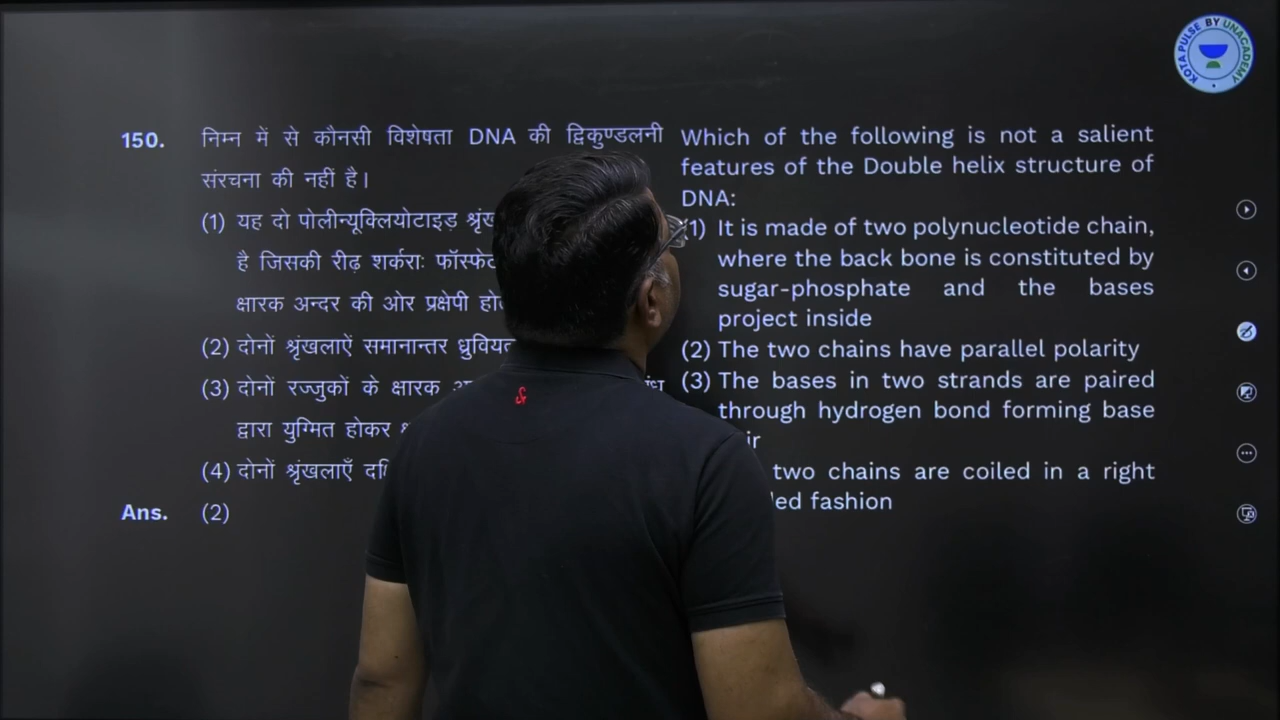 KOTA PULSE BY UNACADEMY
150.
निम्न में से कौनसी विशेषता DNA की द्विकुण्डलनी
संरचना की नहीं है।
(1) यह दो पोलीन्यूक्लियोटाइड़
है जिसकी रीढ़ शर्कराः
क्षारक अन्दर की ओर प्रक्षेपी
(2) दोनों श्रृंखलाऐं समानान्तर
(3) दोनों रज्जुकों के क्षारक
द्वारा युग्मित होकर
(4) दोनों श्रृंखलाएँ
Ans. (2)
Which of the following is not a salient
features of the Double helix structure of
DNA:
(1) It is made of two polynucleotide chain,
where the back bone is constituted by
sugar-phosphate and the bases
project inside
(2) The two chains have parallel polarity
(3) The bases in two strands are paired
through hydrogen bond forming base
two chains are coiled in a right
fashion